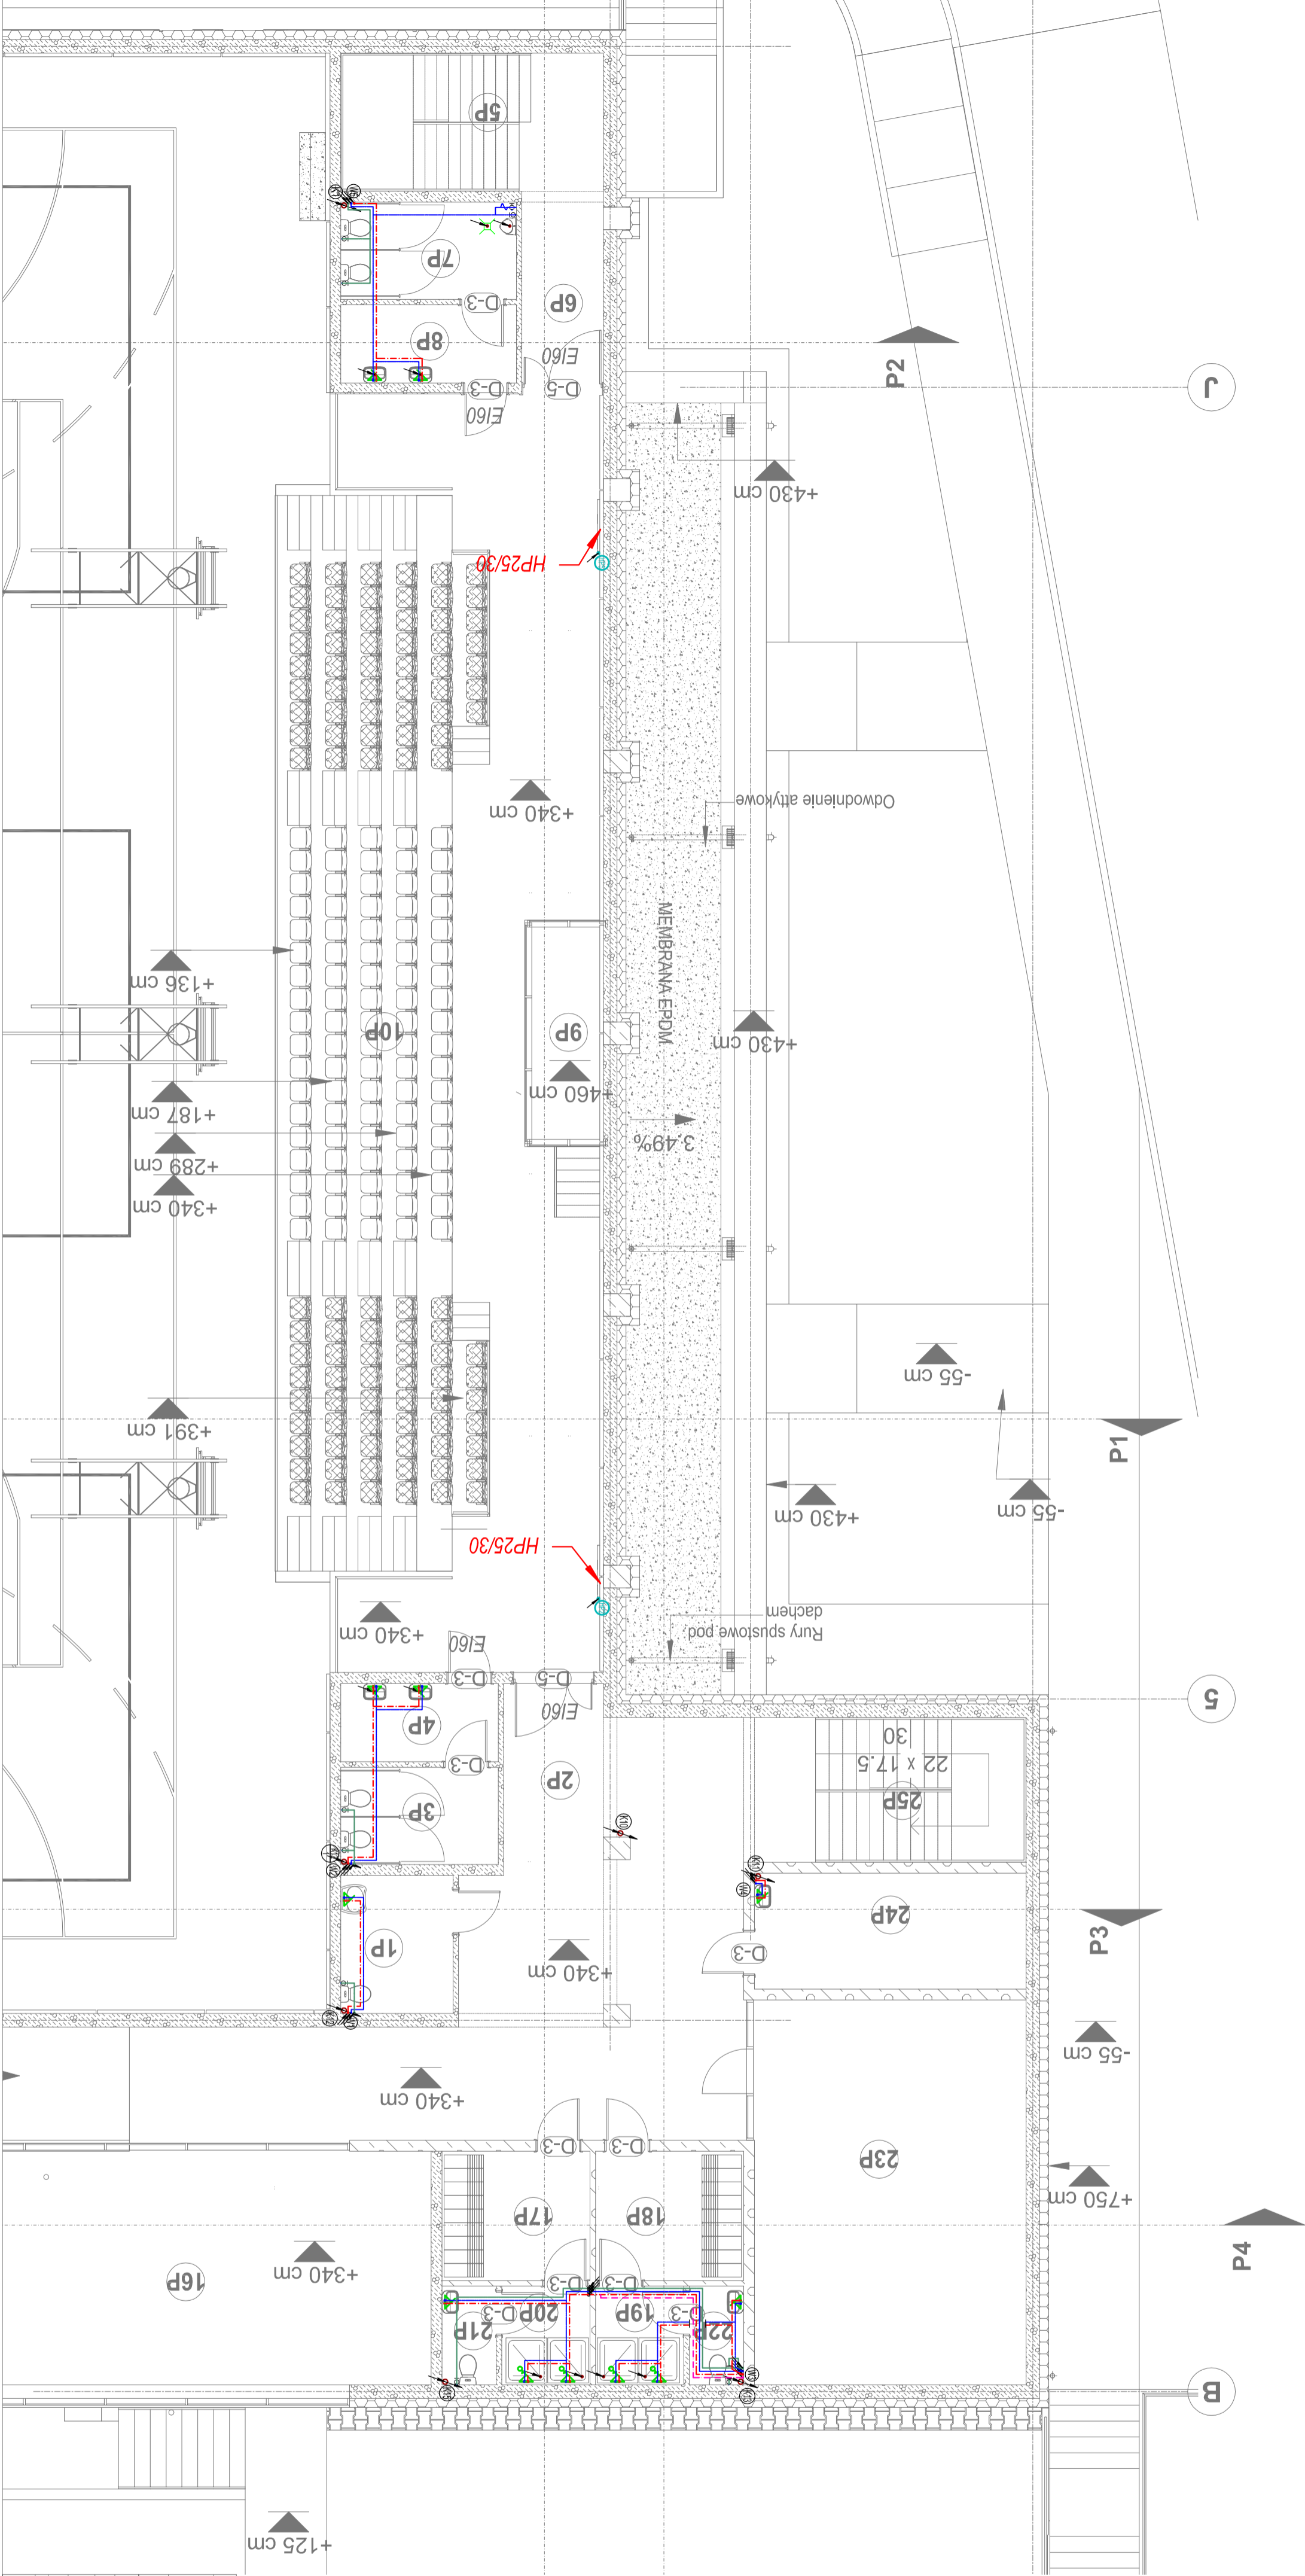 5P
7P
D-3
6P
8P
EI60
P2
D-3
D-5
J
EI60
+430 cm
HP25/30
Odwodnienie attykowe
+340 cm
MEMBRANA EPDM
+136 cm
10P
9P
+430 cm
+460 cm
+187 cm
3.49%
+289 cm
+340 cm
-55 cm
+391 cm
P1
+430 cm
-55 cm
HP25/30
Rury spustowe pod
dachem
+340 cm
EI60
D-3
D-5
5
EI60
4P
22 x 17.5
30
D-3
2P
25P
3P
K10
K11
W4
24P
1P
D-3
P3
+340 cm
-55 cm
+340 cm
D-3
D-3
23P
+750 cm
17P
18P
P4
+340 cm
16P
D-3
D-3
21P
D-3
20P
19P
D-3
22P
W3
B
+125 cm